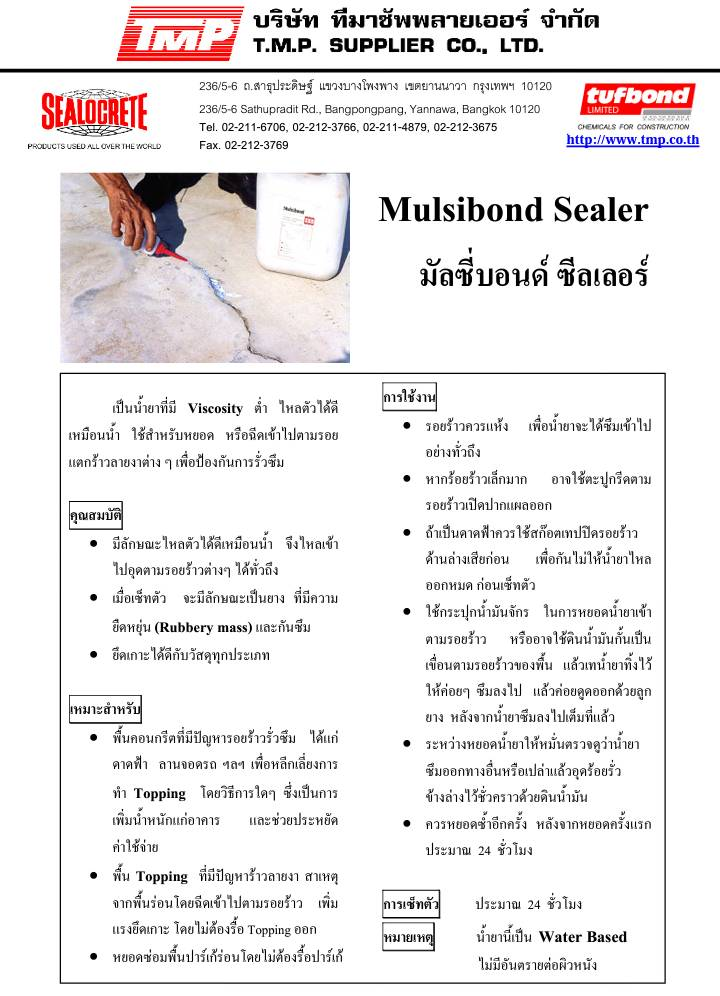 TMP
บริษัท ทีมาซัพพลายเออร์ จำกัด
T.M.P. SUPPLIER CO., LTD.
SEALOCRETE
PRODUCTS USED ALL OVER THE WORLD
236/5-6 ถ.สาธุประดิษฐ์ แขวงบางโพงพาง เขตยานนาวา กรุงเทพฯ 10120
236/5-6 Sathupradit Rd., Bangpongpang, Yannawa, Bangkok 10120
Tel. 02-211-6706, 02-212-3766, 02-211-4879, 02-212-3675
Fax. 02-212-3769
tufbond
LIMITED
CHEMICALS FOR CONSTRUCTION
http://www.tmp.co.th
Mulsibond
Mulsibond Sealer
มัลซี่บอนด์ ซีลเลอร์
เป็นน้ำยาที่มี Viscosity ต่ำ ไหลตัวได้ดี
เหมือนน้ำ ใช้สำหรับหยอด หรือฉีดเข้าไปตามรอย
แตกร้าวลายงาต่าง ๆ เพื่อป้องกันการรั่วซึม
คุณสมบัติ
• มีลักษณะไหลตัวได้ดีเหมือนน้ำ จึงไหลเข้า
ไปอุดตามรอยร้าวต่างๆ ได้ทั่วถึง
• เมื่อเซ็ทตัว จะมีลักษณะเป็นยาง ที่มีความ
ยืดหยุ่น (Rubbery mass) และกันซึม
• ยึดเกาะได้ดีกับวัสดุทุกประเภท
เหมาะสำหรับ
• พื้นคอนกรีตที่มีปัญหารอยร้าวรั่วซึม ได้แก่
ดาดฟ้า ลานจอดรถ ฯลฯ เพื่อหลีกเลี่ยงการ
ทำ Topping โดยวิธีการใดๆ ซึ่งเป็นการ
เพิ่มน้ำหนักแก่อาคาร และช่วยประหยัด
ค่าใช้จ่าย
• พื้น Topping ที่มีปัญหาร้าวลายงา สาเหตุ
จากพื้นร่อนโดยฉีดเข้าไปตามรอยร้าว เพิ่ม
แรงยึดเกาะ โดยไม่ต้องรื้อ Topping ออก
• หยอดซ่อมพื้นปาร์เก้ร่อนโดยไม่ต้องรื้อปาร์เก้
การใช้งาน
• รอยร้าวควรแห้ง เพื่อน้ำยาจะได้ซึมเข้าไป
อย่างทั่วถึง
• หากร้อยร้าวเล็กมาก อาจใช้ตะปูกรีดตาม
รอยร้าวเปิดปากแผลออก
• ถ้าเป็นดาดฟ้าควรใช้สก๊อตเทปปิดรอยร้าว
ด้านล่างเสียก่อน เพื่อกันไม่ให้น้ำยาไหล
ออกหมด ก่อนเซ็ทตัว
• ใช้กระปุกน้ำมันจักร ในการหยอดน้ำยาเข้า
ตามรอยร้าว หรืออาจใช้ดินน้ำมันกั้นเป็น
เขื่อนตามรอยร้าวของพื้น แล้วเทน้ำยาทิ้งไว้
ให้ค่อยๆ ซึมลงไป แล้วค่อยดูดออกด้วยลูก
ยาง หลังจากน้ำยาซึมลงไปเต็มที่แล้ว
• ระหว่างหยอดน้ำยาให้หมั่นตรวจดูว่าน้ำยา
ซึมออกทางอื่นหรือเปล่าแล้วอุดร้อยรั่ว
ข้างล่างไว้ชั่วคราวด้วยดินน้ำมัน
• ควรหยอดซ้ำอีกครั้ง หลังจากหยอดครั้งแรก
ประมาณ 24 ชั่วโมง
การเซ็ทตัว ประมาณ 24 ชั่วโมง
หมายเหตุ น้ำยานี้เป็น Water Based
ไม่มีอันตรายต่อผิวหนัง